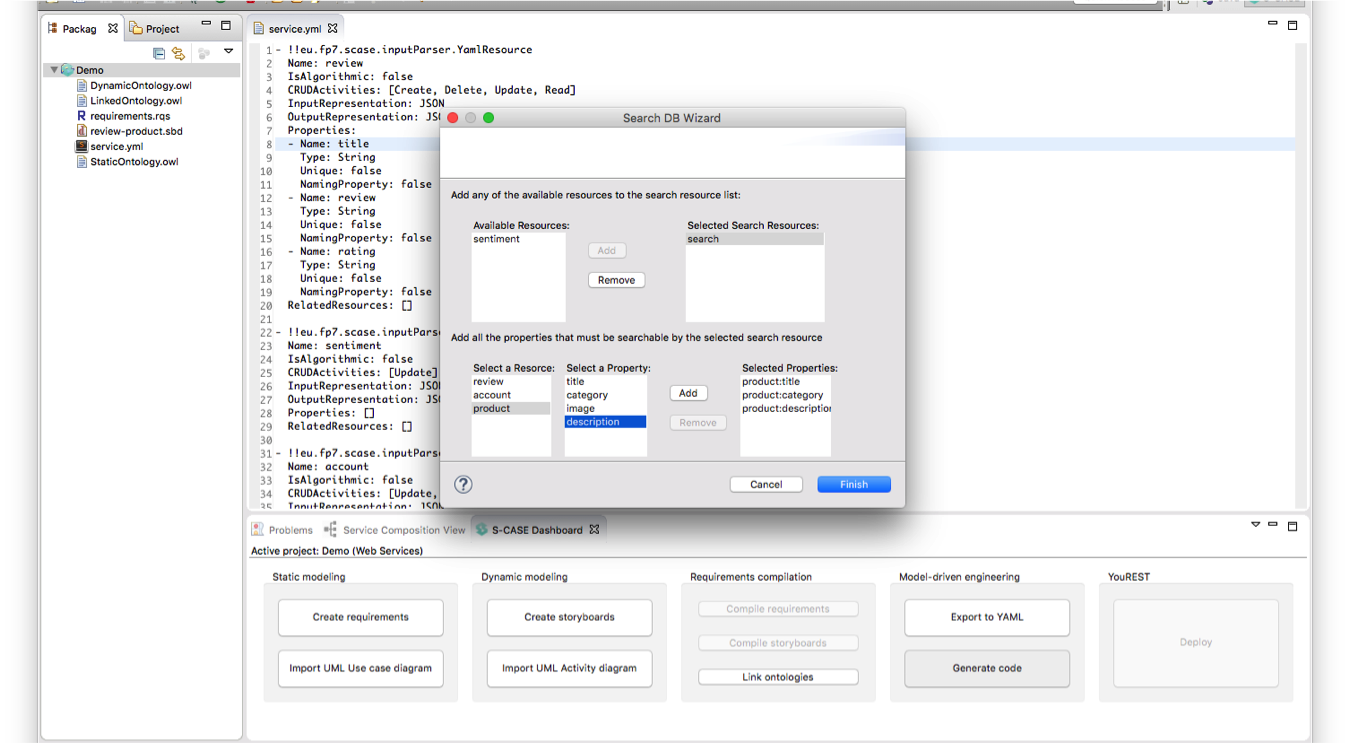 Packag
Project
Demo
DynamicOntology.owl
LinkedOntology.owl
requirements.rqs
review-product.sbd
service.yml
StaticOntology.owl
service.yml
1 !!eu.fp7.scase.inputParser.YamlResource
2 Name: review
3 IsAlgorithmic: false
4 CRUDActivities: [Create, Delete, Update, Read]
5 InputRepresentation: JSON
6 OutputRepresentation: JS
7 Properties:
8 - Name: title
9 Type: String
10 Unique: false
11 NamingProperty: false
12 - Name: review
13 Type: String
14 Unique: false
15 NamingProperty: false
16 - Name: rating
17 Type: String
18 Unique: false
19 NamingProperty: false
20 RelatedResources: []
21
22 !!eu.fp7.scase.inputPars
23 Name: sentiment
24 IsAlgorithmic: false
25 CRUDActivities: [Update]
26 InputRepresentation: JSO
27 OutputRepresentation: JS
28 Properties: []
29 RelatedResources: []
30
31 !!eu.fp7.scase.inputPars
32 Name: account
33 IsAlgorithmic: false
34 CRUDActivities: [Update,
35 InputRepresentation: JSON
Search DB Wizard
Add any of the available resources to the search resource list:
Available Resources:
sentiment
Add
Remove
Selected Search Resources:
search
Add all the properties that must be searchable by the selected search resource
Select a Resorce:
review
account
product
Select a Property:
title
category
image
description
Add
Remove
Selected Properties:
product:title
product:category
product:description
?
Cancel
Finish
Problems
Service Composition View
S-CASE Dashboard
Active project: Demo (Web Services)
Static modeling
Create requirements
Import UML Use case diagram
Dynamic modeling
Create storyboards
Import UML Activity diagram
Requirements compilation
Compile requirements
Compile storyboards
Link ontologies
Model-driven engineering
Export to YAML
Generate code
YouREST
Deploy